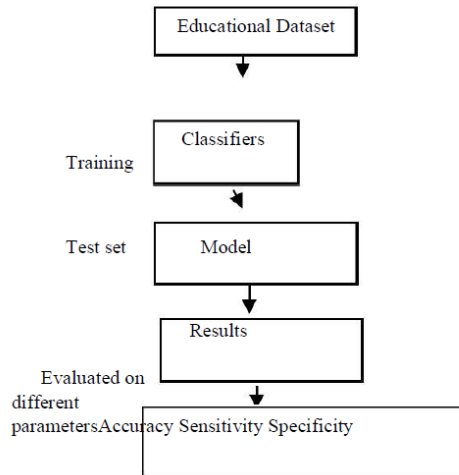 Educational Dataset
Classifiers
Training
Test set Model
Results
Evaluated on
different
parametersAccuracy Sensitivity Specificity